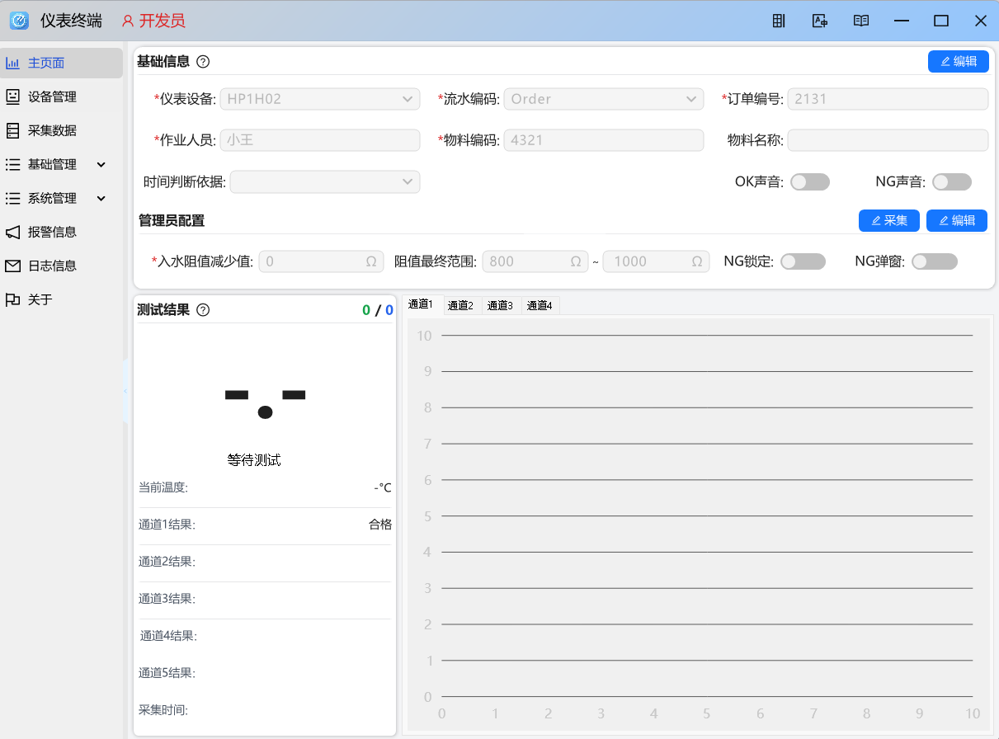 仪表终端 开发员
主页面
设备管理
采集数据
基础管理
系统管理
报警信息
日志信息
关于
基础信息 编辑
*仪表设备: HP1H02 *流水编码: Order *订单编号: 2131
*作业人员: 小王 *物料编码: 4321 物料名称:
时间判断依据: OK声音: NG声音:
管理员配置 采集 编辑
*入水阻值减少值: 0 Ω 阻值最终范围: 800 Ω ~ 1000 Ω NG锁定: NG弹窗:
测试结果 0 / 0
-.-
等待测试
当前温度: -°C
通道1结果: 合格
通道2结果:
通道3结果:
通道4结果:
通道5结果:
采集时间:
通道1 通道2 通道3 通道4
10
9
8
7
6
5
4
3
2
1
0
0 1 2 3 4 5 6 7 8 9 10